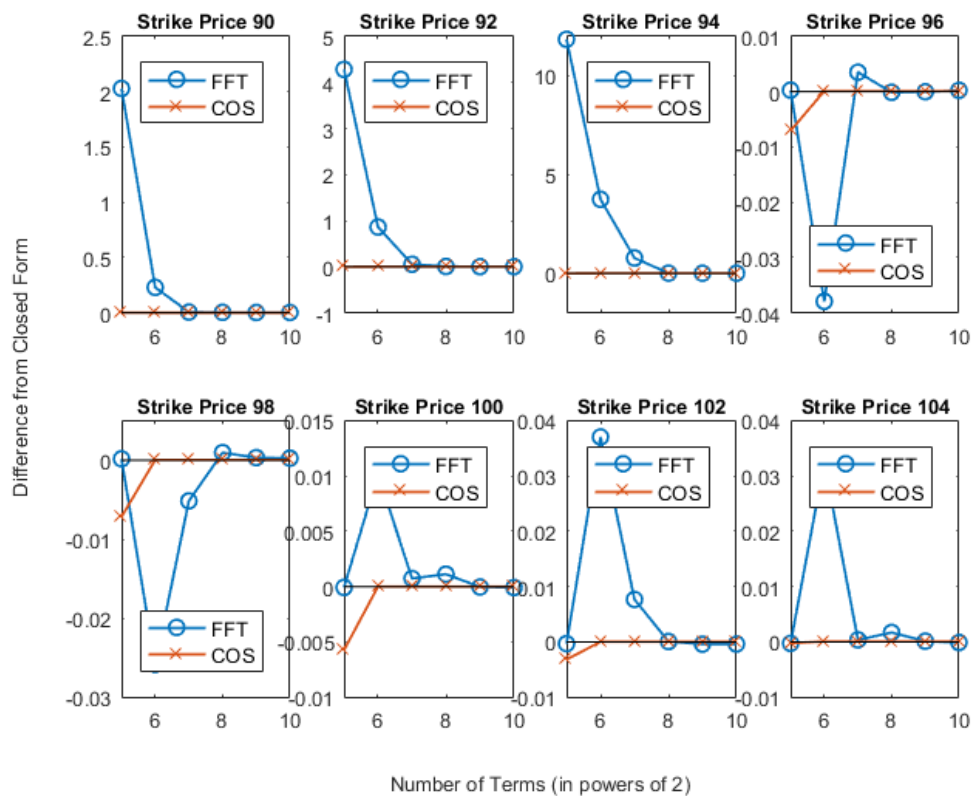 Strike Price 90
2.5
2
1.5
1
0.5
0
6 8 10
FFT
COS
Strike Price 92
5
4
3
2
1
0
-1
6 8 10
FFT
COS
Strike Price 94
10
5
0
6 8 10
FFT
COS
Strike Price 96
0.01
0
-0.01
-0.02
-0.03
-0.04
6 8 10
FFT
COS
Difference from Closed Form
Strike Price 98
0
-0.01
-0.02
-0.03
6 8 10
FFT
COS
Strike Price 100
0.015
0.005
0
-0.005
-0.01
6 8 10
FFT
COS
Strike Price 102
0.04
0.03
0.02
0.01
0
-0.01
6 8 10
FFT
COS
Strike Price 104
0.04
0.03
0.02
0.01
0
-0.01
6 8 10
FFT
COS
Number of Terms (in powers of 2)